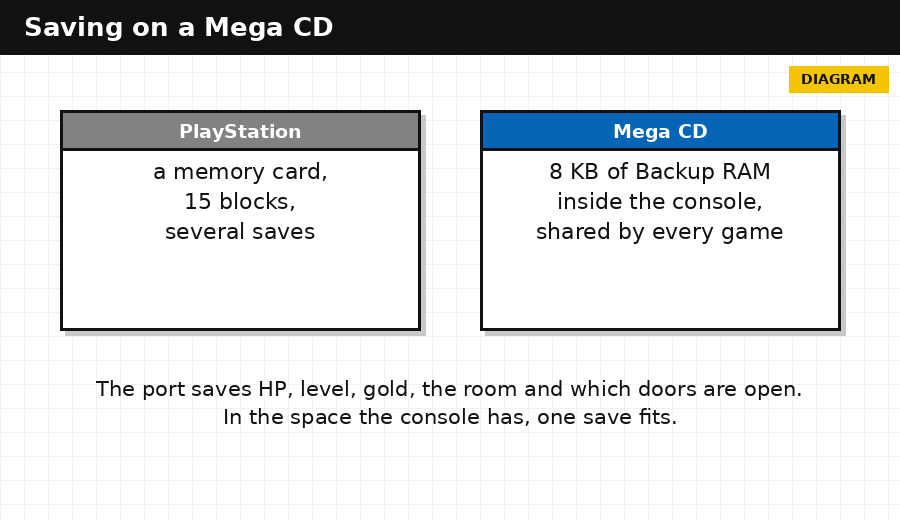 Saving on a Mega CD
DIAGRAM
PlayStation
a memory card,
15 blocks,
several saves
Mega CD
8 KB of Backup RAM
inside the console,
shared by every game
The port saves HP, level, gold, the room and which doors are open.
In the space the console has, one save fits.